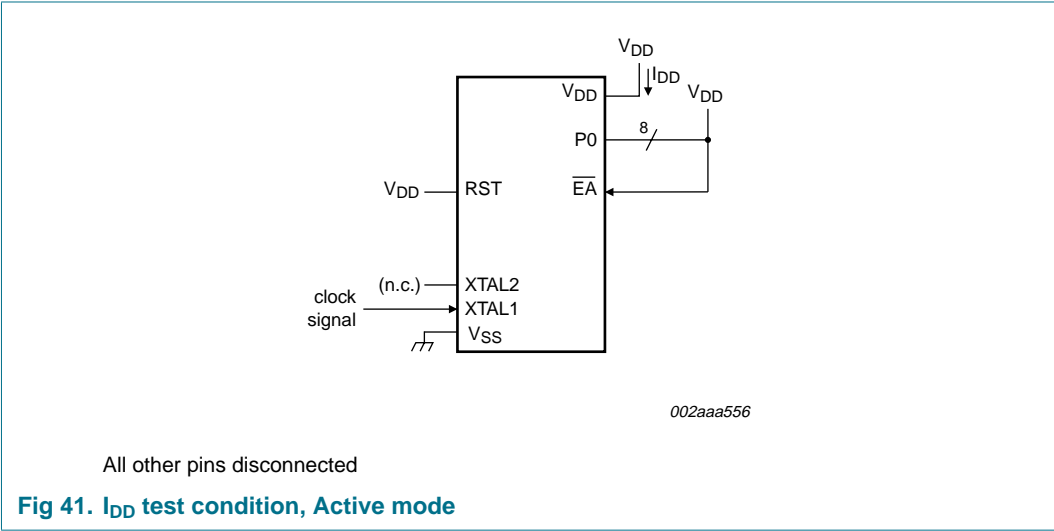 VDD
IDD
VDD
VDD
8
P0
VDD
RST
EA
(n.c.)
XTAL2
clock
signal
XTAL1
VSS
002aaa556
All other pins disconnected
Fig 41. IDD test condition, Active mode